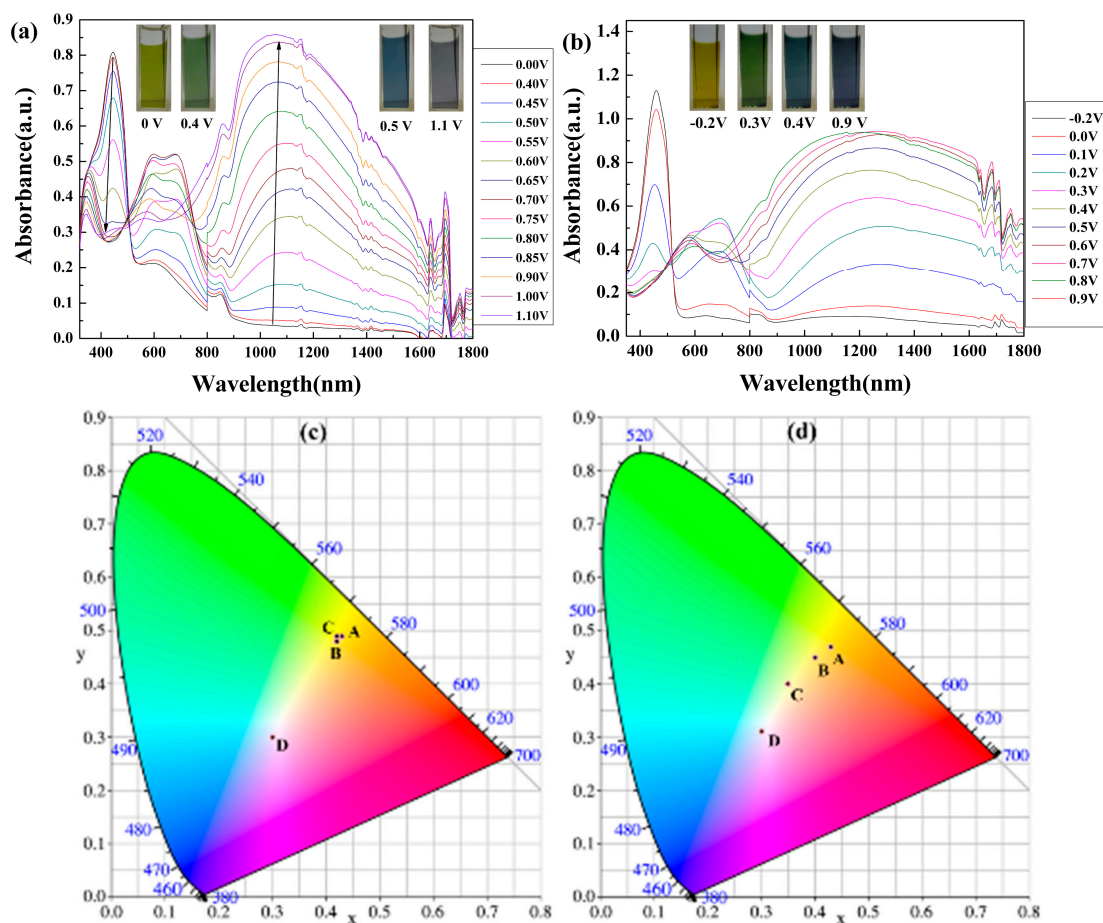 (a)
0.9
0.8
0.7
0.6
0.5
0.4
0.3
0.2
0.1
0.0
Absorbance(a.u.)
0 V 0.4 V 0.5 V 1.1 V
400 600 800 1000 1200 1400 1600 1800
Wavelength(nm)
0.00V
0.40V
0.45V
0.50V
0.55V
0.60V
0.65V
0.70V
0.75V
0.80V
0.85V
0.90V
1.00V
1.10V
(b)
1.4
1.2
1.0
0.8
0.6
0.4
0.2
0.0
Absorbance(a.u.)
-0.2V 0.3V 0.4V 0.9V
400 600 800 1000 1200 1400 1600 1800
Wavelength(nm)
-0.2V
0.0V
0.1V
0.2V
0.3V
0.4V
0.5V
0.6V
0.7V
0.8V
0.9V
(c)
0.9
0.8
0.7
0.6
0.5
y
0.4
0.3
0.2
0.1
0.0
520
540
560
500
580
600
620
490
700
480
470
460
380
C A
B
D
0.0 0.1 0.2 0.3 0.4 0.5 0.6 0.7 0.8
x
(d)
0.9
0.8
0.7
0.6
0.5
y
0.4
0.3
0.2
0.1
0.0
520
540
560
500
580
600
620
490
700
480
470
460
380
A
B
C
D
0.0 0.1 0.2 0.3 0.4 0.5 0.6 0.7 0.8
x